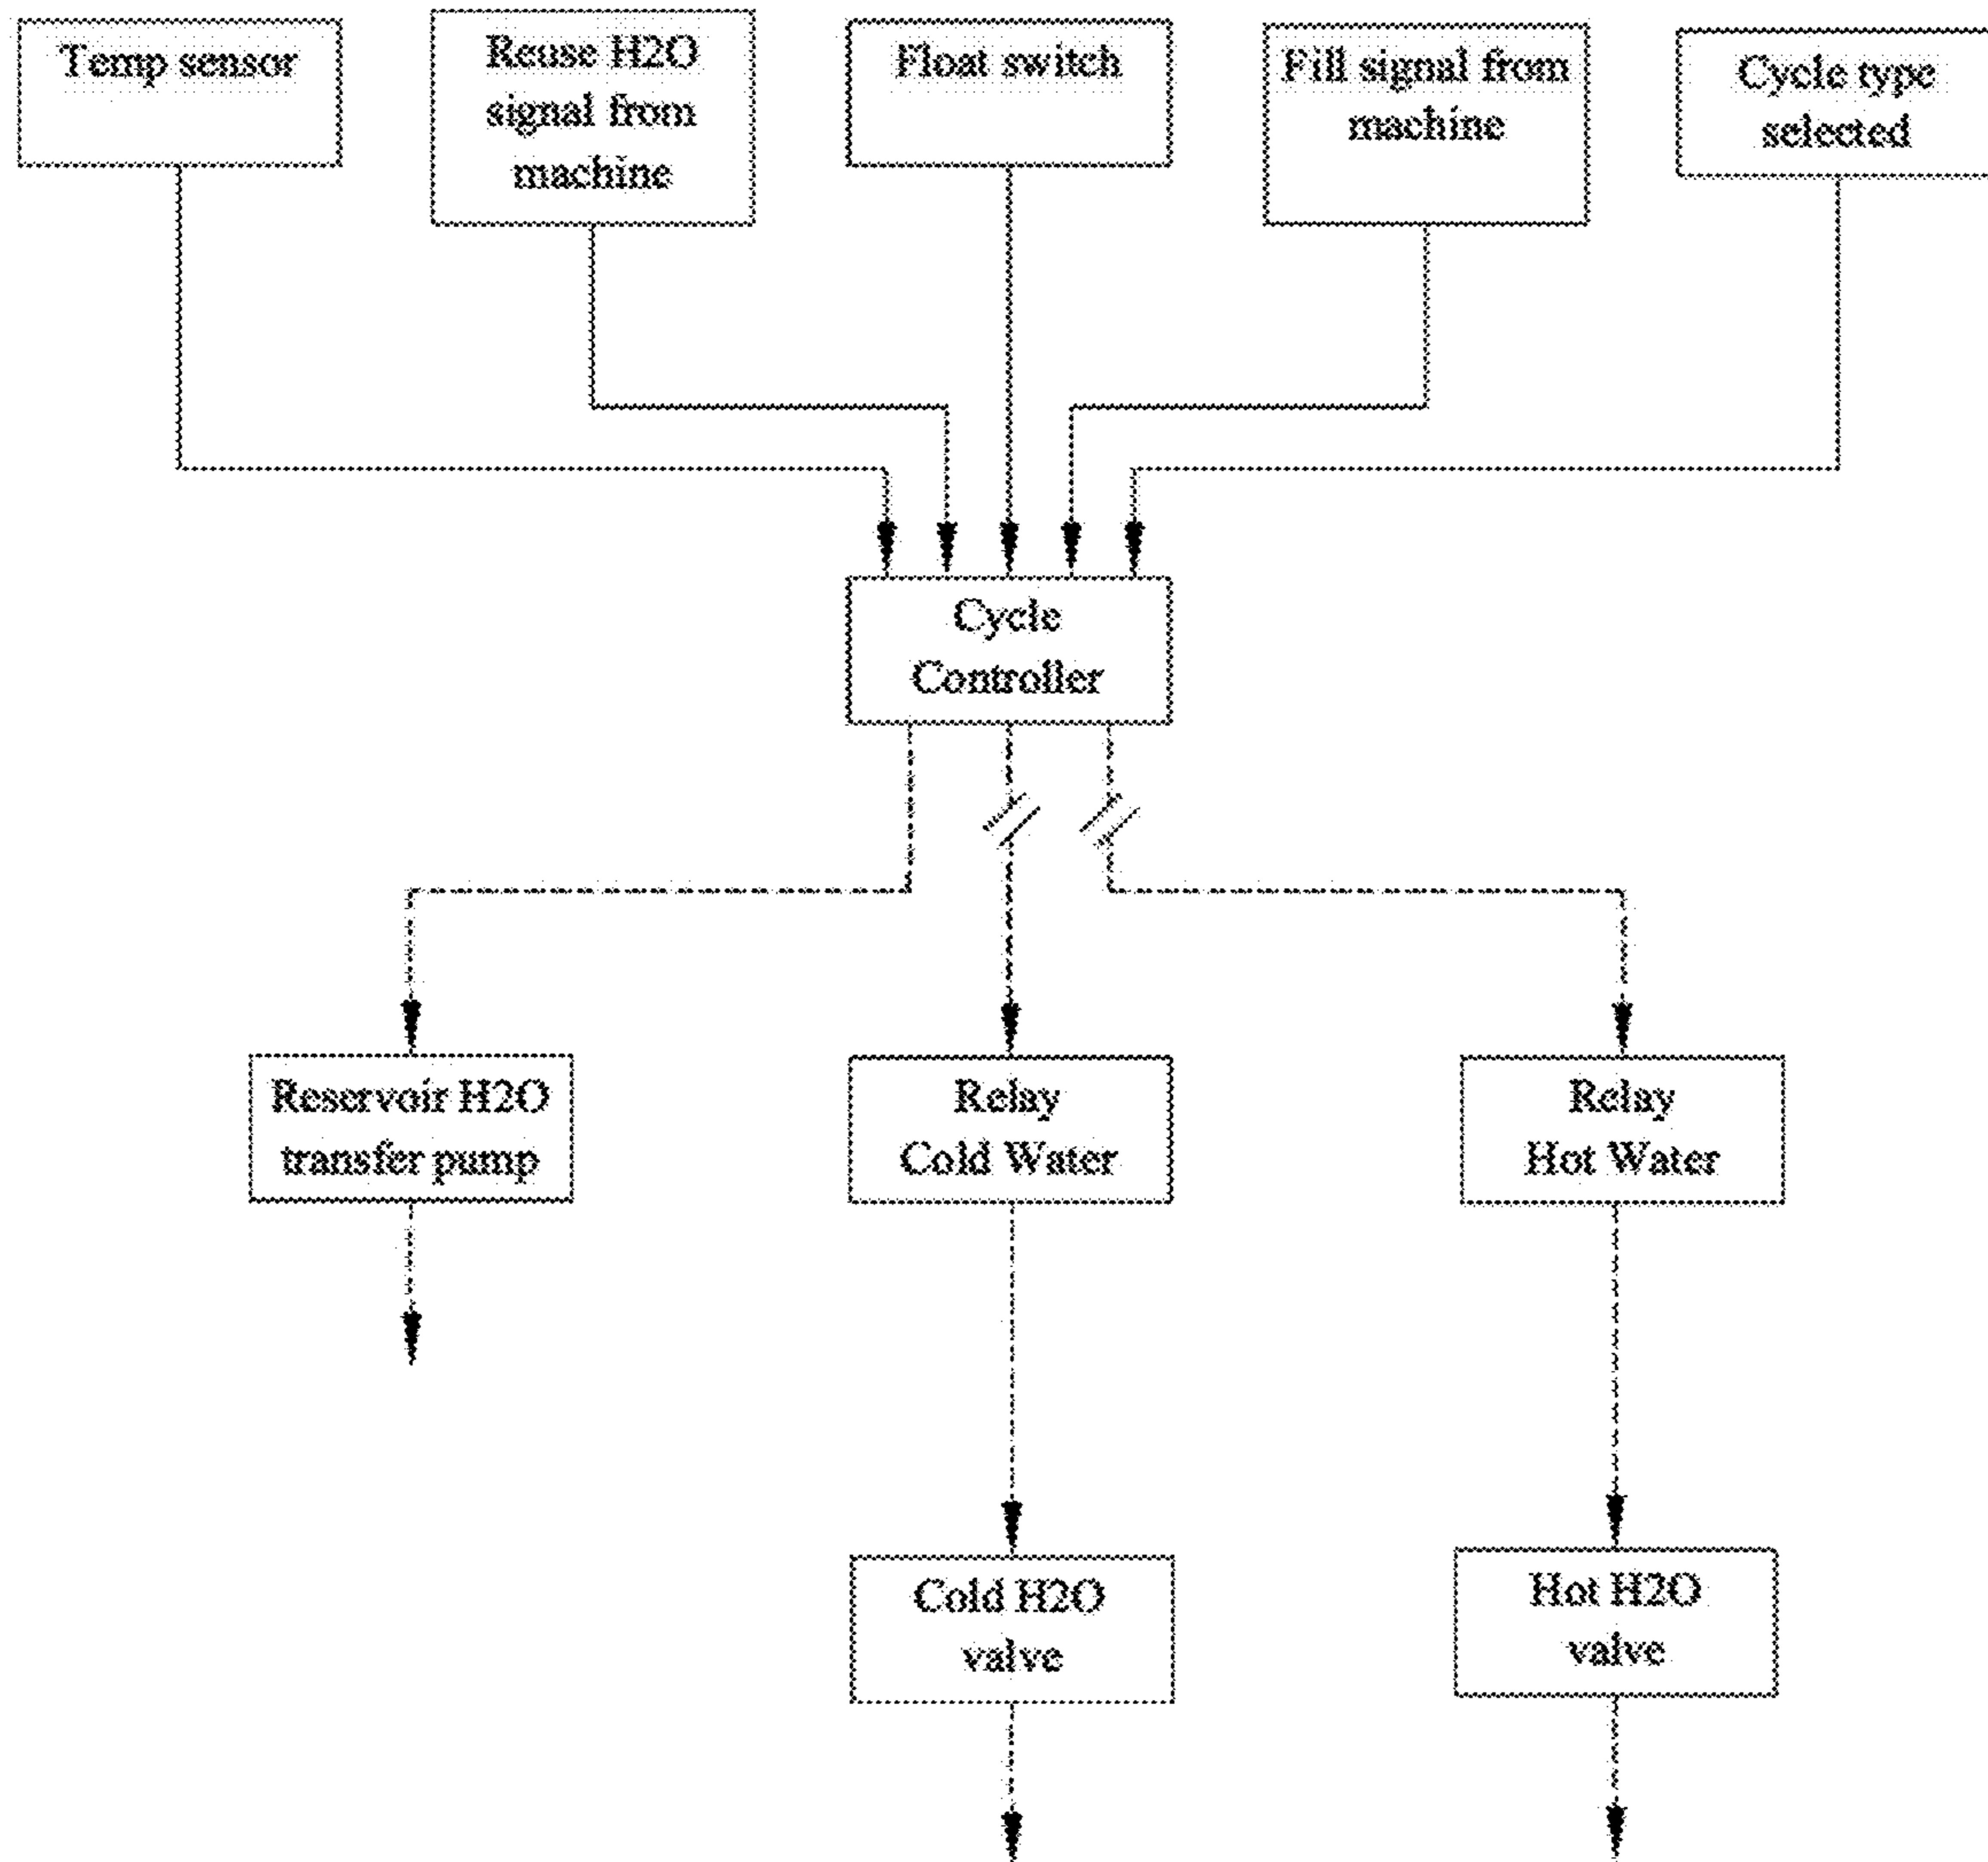 Temp sensor
Reuse H2O
signal from
machine
Float switch
Fill signal from
machine
Cycle type
selected
Cycle
Controller
Reservoir H2O
transfer pump
Relay
Cold Water
Relay
Hot Water
Cold H2O
valve
Hot H2O
valve